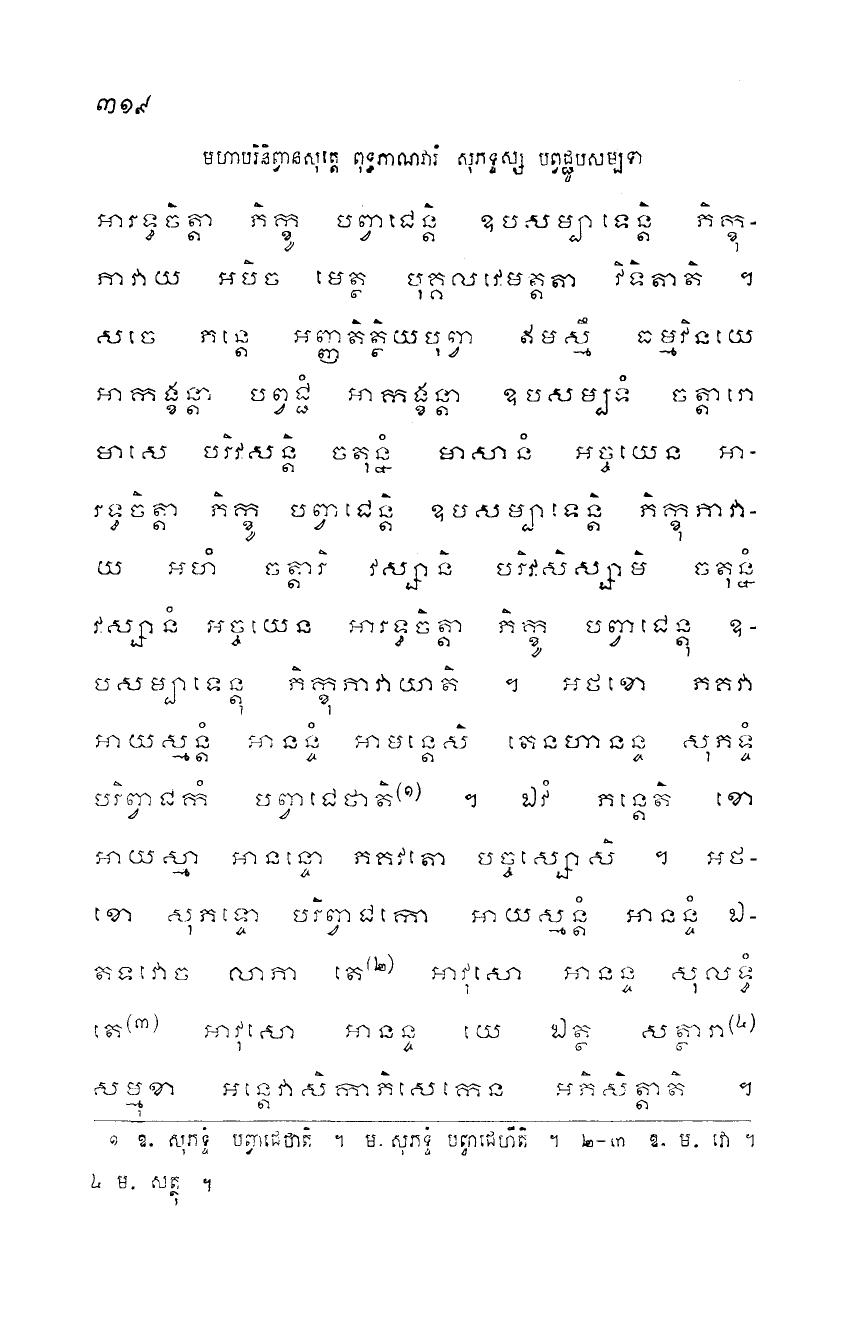 ៣១៩
មហាបរិនិព្វានសុត្តេ ពុទ្ធភាណវារំ សុភទ្ទស្ស បព្វជ្ជូបសម្បទា
អារទ្ធចិត្តា ភិក្ខូ បញ្វាជេន្តិ ឧបសម្បាទេន្តិ ភិក្ខុ-
ភាវាយ អបិច មេត្ថ បុគ្គលវេមត្តតា វិទិតាតិ ។
សចេ ភន្តេ អញ្ញតិត្ថិយបុព្វា ឥមស្មឹ ធម្មវិនយេ
អាកង្ខន្តា បព្វជ្ជំ អាកង្ខន្តា ឧបសម្បទំ ចត្តារោ
មាសេ បរិវសន្តិ ចតុន្នំ មាសានំ អច្ចយេន អា-
រទ្ធចិត្តា ភិក្ខូ បព្វាជេន្តិ ឧបសម្បាទេន្តិ ភិក្ខុភាវា-
យ អហំ ចត្តារិ វស្សានិ បរិវសិស្សាមិ ចតុន្នំ
វស្សានំ អច្ចយេន អារទ្ធចិត្តា ភិក្ខូ បព្វាជេន្តុ ឧ-
បសម្បាទេន្តុ ភិក្ខុភាវាយាតិ ។ អថខោ ភគវា
អាយស្មន្តំ អានន្ទំ អាមន្តេសិ តេនហានន្ទ សុភទ្ទំ
បរិព្វាជកំ បព្វាជេថាតិ(១) ។ ឯវំ ភន្តេតិ ខោ
អាយស្មា អានន្ទោ ភគវតោ បច្ចស្សោសិ ។ អថ-
ខោ សុភទ្ទោ បរិព្វាជកោ អាយស្មន្តំ អានន្ទំ ឯ-
តទវោច លាភា តេ(២) អាវុសោ អានន្ទ សុលទ្ធំ
តេ(៣) អាវុសោ អានន្ទ យេ ឯត្ថ សត្ថារា(៤)
សម្មុខា អន្តេវាសិកាភិសេកេន អភិសិត្តាតិ ។
១ ឧ. សុភទ្ទំ បព្វាជេថាតិ ។ ម. សុភទ្ទំ បព្វាជេហីតិ ។ ២-៣ ឧ. ម. វោ ។
៤ ម. សត្ថុ ។